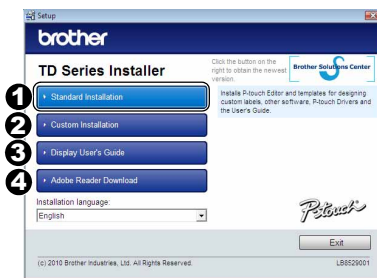 Setup
brother
TD Series Installer
Click the button on the
right to obtain the newest
version.
Brother Solutions Center
1 Standard Installation
2 Custom Installation
3 Display User's Guide
4 Adobe Reader Download
Installs P-touch Editor and templates for designing
custom labels, other software, P-touch Drivers and
the User's Guide.
Installation language:
English
P-touch
Exit
(c) 2010 Brother Industries, Ltd. All Rights Reserved.
LB8529001